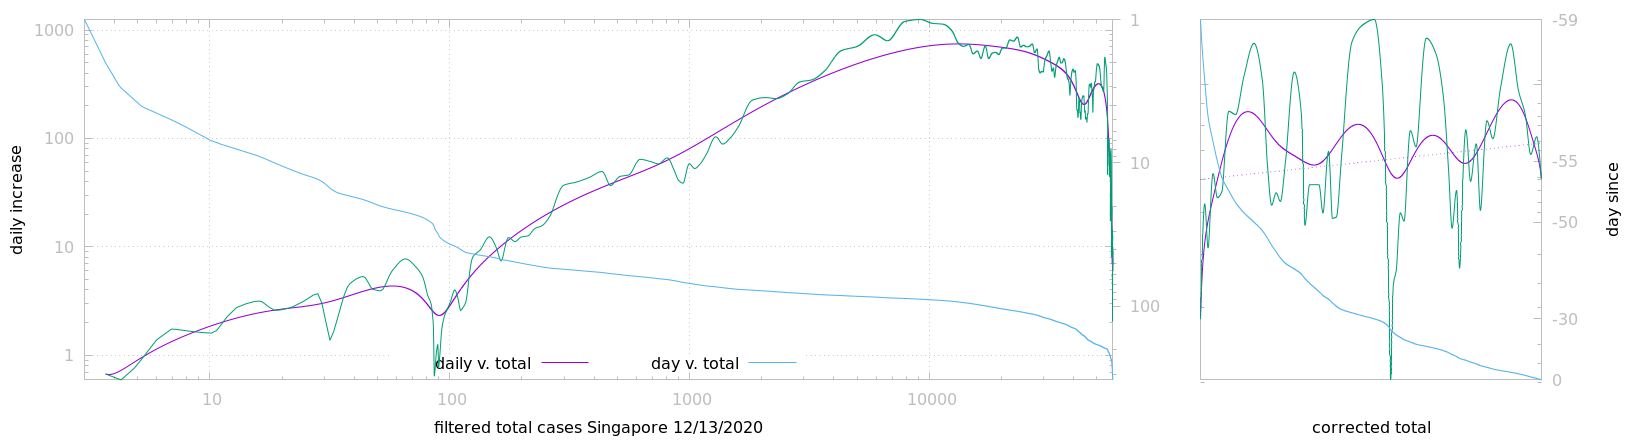 1000
100
10
1
daily increase
10
100
1000
10000
filtered total cases Singapore 12/13/2020
daily v. total
day v. total
1
10
100
-59
-55
-50
-30
0
day since
corrected total